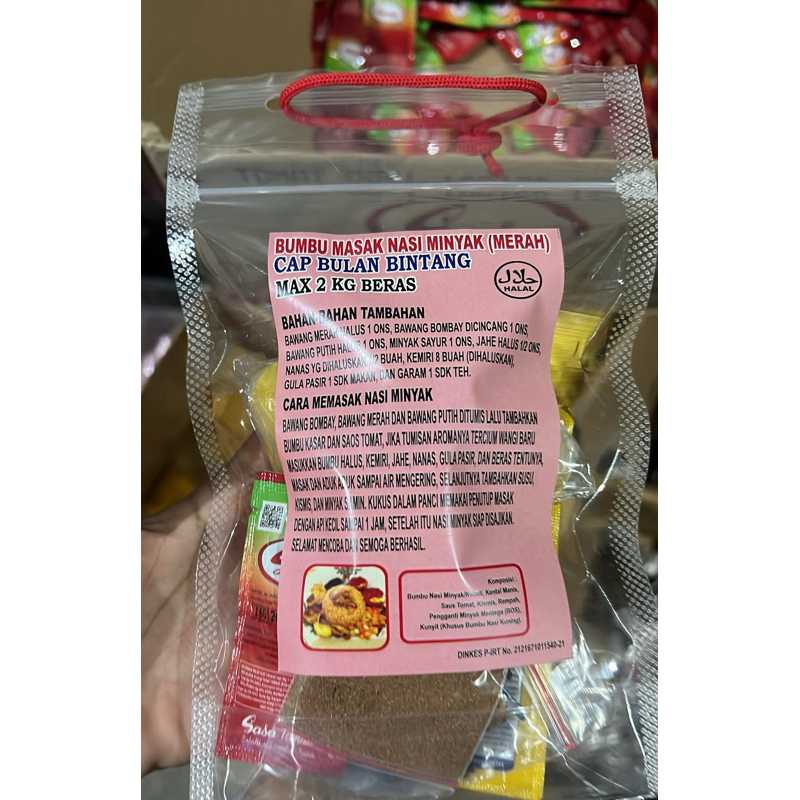 BUMBU MASAK NASI MINYAK (MERAH)
CAP BULAN BINTANG
MAX 2 KG BERAS
حلال
HALAL
BAHAN-BAHAN TAMBAHAN
BAWANG MERAH HALUS 1 ONS, BAWANG BOMBAY DICINCANG 1 ONS,
BAWANG PUTIH HALUS 1 ONS, MINYAK SAYUR 1 ONS, JAHE HALUS 1/2 ONS,
NANAS YG DIHALUSKAN 1/2 BUAH, KEMIRI 8 BUAH (DIHALUSKAN),
GULA PASIR 1 SDK MAKAN, DAN GARAM 1 SDK TEH.
CARA MEMASAK NASI MINYAK
BAWANG BOMBAY, BAWANG MERAH DAN BAWANG PUTIH DITUMIS LALU TAMBAHKAN
BUMBU KASAR DAN SAOS TOMAT, JIKA TUMISAN AROMANYA TERCIUM WANGI BARU
MASUKKAN BUMBU HALUS, KEMIRI, JAHE, NANAS, GULA PASIR, DAN BERAS TENTUNYA,
MASAK DAN ADUK ADUK SAMPAI AIR MENGERING, SELANJUTNYA TAMBAHKAN SUSU,
KISMIS, DAN MINYAK SAMIN. KUKUS DALAM PANCI MEMAKAI PENUTUP MASAK
DENGAN API KECIL SAMPAI 1 JAM, SETELAH ITU NASI MINYAK SIAP DISAJIKAN.
SELAMAT MENCOBA DAN SEMOGA BERHASIL.
Komposisi :
Bumbu Nasi Minyak/Kebuli, Kental Manis,
Saus Tomat, Kismis, Rempah,
Pengganti Minyak Mentega (BOS),
Kunyit (Khusus Bumbu Nasi Kuning).
DINKES P-IRT No. 2121671011540-21
Sasa